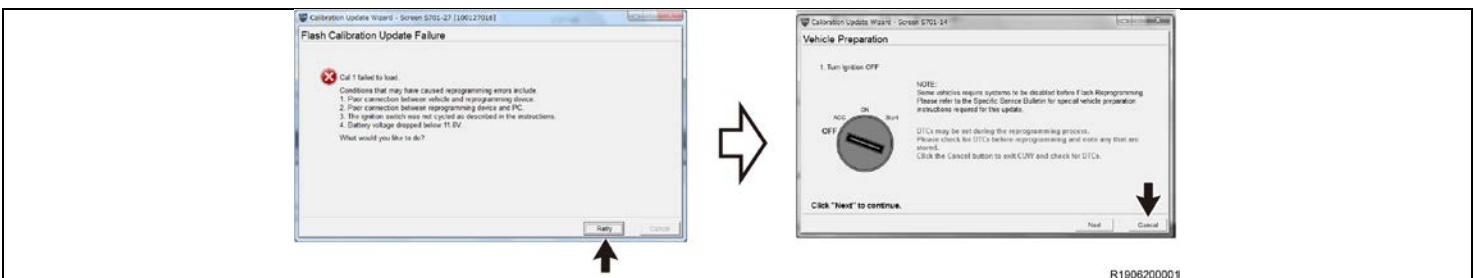 Calibration Update Wizard - Screen S701-27 [100127016]
Flash Calibration Update Failure
Cal 1 failed to load.
Conditions that may have caused reprogramming errors include.
1. Poor connection between vehicle and reprogramming device.
2. Poor connection between reprogramming device and PC.
3. The ignition switch was not cycled as described in the instructions.
4. Battery voltage dropped below 11.8V.
What would you like to do?
Retry
Cancel
Calibration Update Wizard - Screen S701-14
Vehicle Preparation
1. Turn Ignition OFF
NOTE:
Some vehicles require systems to be disabled before Flash Reprogramming.
Please refer to the Specific Service Bulletin for special vehicle preparation
instructions required for this update.
ON
ACC
Start
OFF
DTCs may be set during the reprogramming process.
Please check for DTCs before reprogramming and note any that are
stored.
Click the Cancel button to exit CUW and check for DTCs.
Click "Next" to continue.
Next
Cancel
R1906200001